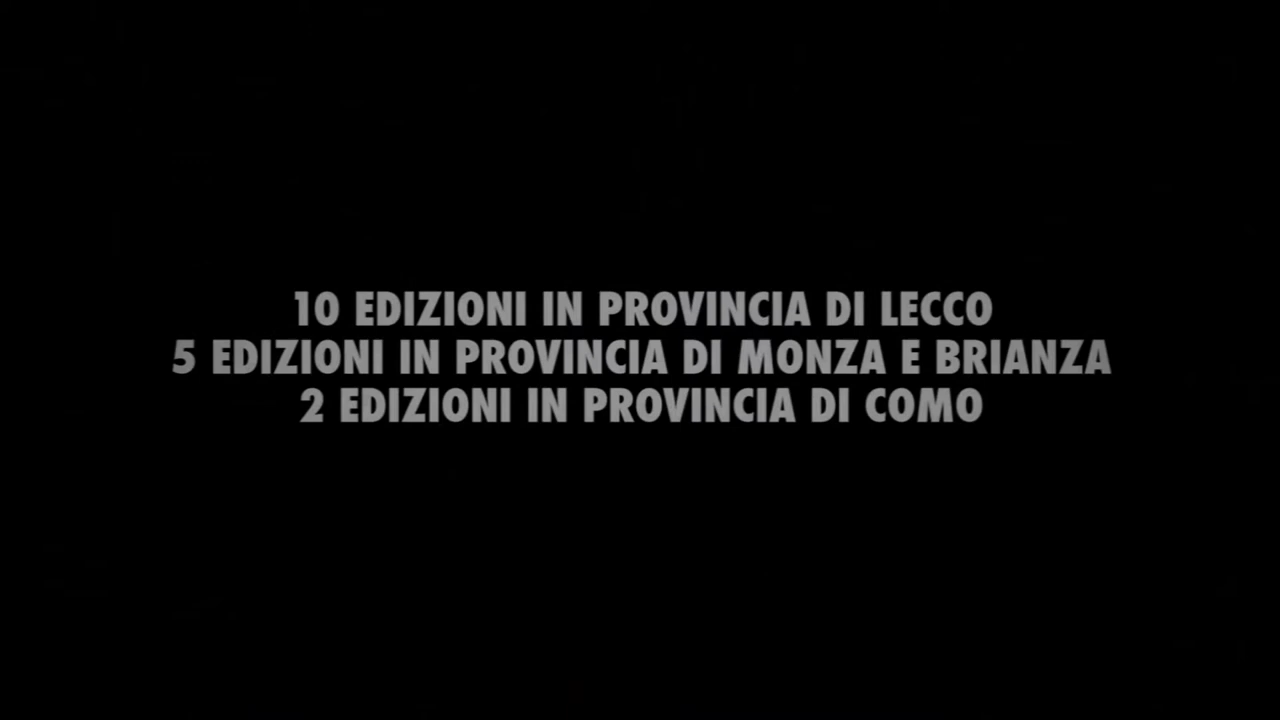 10 EDIZIONI IN PROVINCIA DI LECCO
5 EDIZIONI IN PROVINCIA DI MONZA E BRIANZA
2 EDIZIONI IN PROVINCIA DI COMO